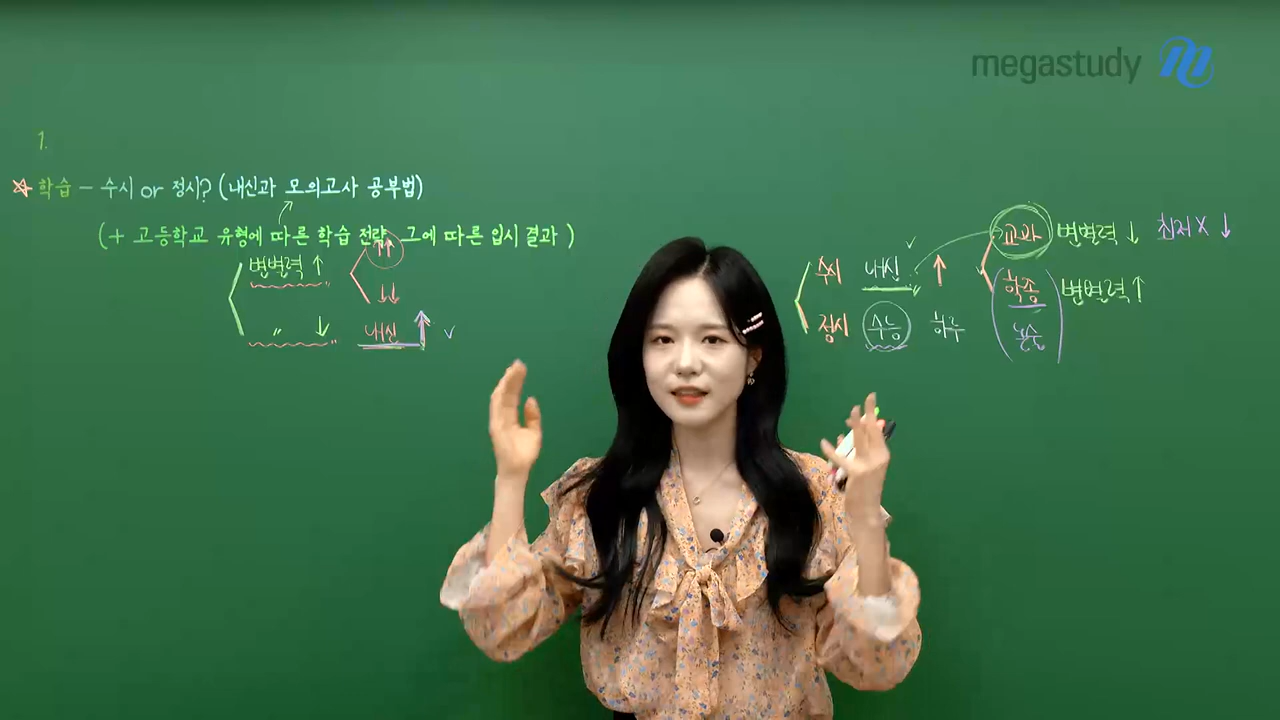 megastudy
1.
☆ 학습 - 수시 or 정시? (내신과 모의고사 공부법)
(+ 고등학교 유형에 따른 학습 전략, 그에 따른 입시 결과 )
변별력 ↑
↑↑
↓↓
〃 ↓ 내신 ↑ ✓
수시 내신 ✓ ↑
정시 수능 하루
교과 변별력 ↓ 최저 X ↓
학종 변별력 ↑
논술